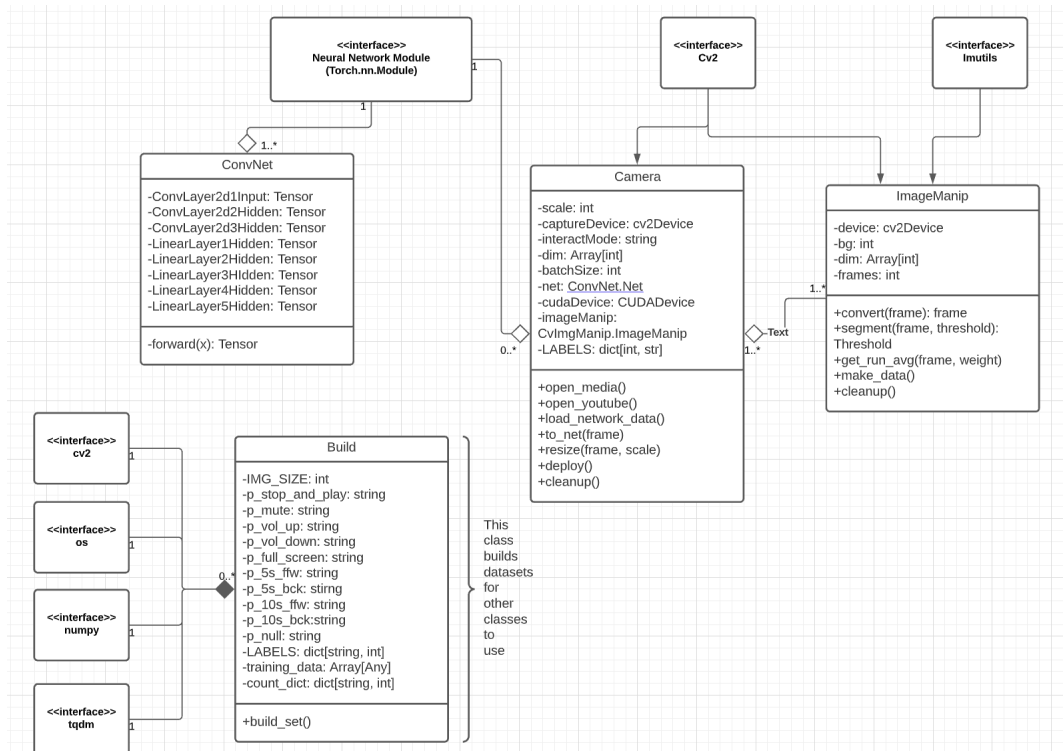 <<interface>>
Neural Network Module
(Torch.nn.Module)
1
1
<<interface>>
Cv2
<<interface>>
Imutils
1..*
ConvNet
-ConvLayer2d1Input: Tensor
-ConvLayer2d2Hidden: Tensor
-ConvLayer2d3Hidden: Tensor
-LinearLayer1Hidden: Tensor
-LinearLayer2Hidden: Tensor
-LinearLayer3HIdden: Tensor
-LinearLayer4Hidden: Tensor
-LinearLayer5Hidden: Tensor
-forward(x): Tensor
0..*
Camera
-scale: int
-captureDevice: cv2Device
-interactMode: string
-dim: Array[int]
-batchSize: int
-net: ConvNet.Net
-cudaDevice: CUDADevice
-imageManip:
CvImgManip.ImageManip
-LABELS: dict[int, str]
+open_media()
+open_youtube()
+load_network_data()
+to_net(frame)
+resize(frame, scale)
+deploy()
+cleanup()
1..*
Text
1..*
ImageManip
-device: cv2Device
-bg: int
-dim: Array[int]
-frames: int
+convert(frame): frame
+segment(frame, threshold):
Threshold
+get_run_avg(frame, weight)
+make_data()
+cleanup()
<<interface>>
cv2
1
<<interface>>
os
1
<<interface>>
numpy
1
<<interface>>
tqdm
1
0..*
Build
-IMG_SIZE: int
-p_stop_and_play: string
-p_mute: string
-p_vol_up: string
-p_vol_down: string
-p_full_screen: string
-p_5s_ffw: string
-p_5s_bck: stirng
-p_10s_ffw: string
-p_10s_bck:string
-p_null: string
-LABELS: dict[string, int]
-training_data: Array[Any]
-count_dict: dict[string, int]
+build_set()
This
class
builds
datasets
for
other
classes
to
use